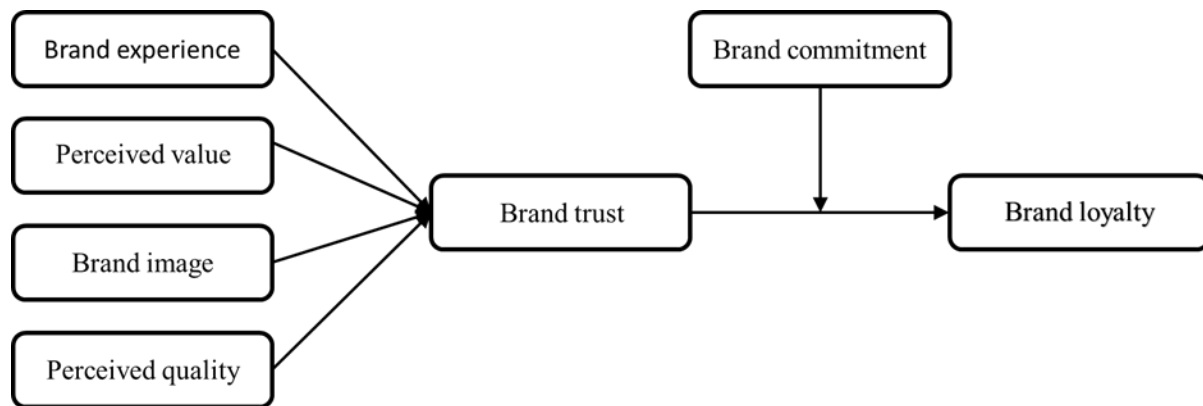 Brand experience
Perceived value
Brand image
Perceived quality
Brand trust
Brand commitment
Brand loyalty